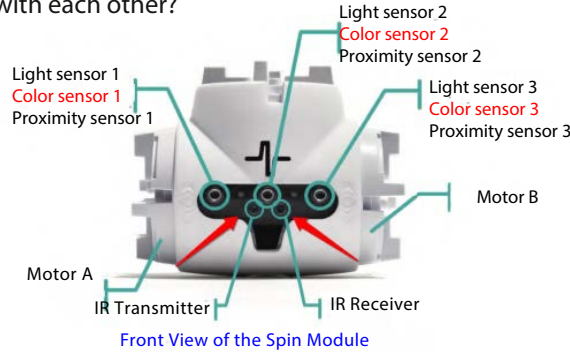 with each other?
Light sensor 2
Color sensor 2
Proximity sensor 2
Light sensor 1
Color sensor 1
Proximity sensor 1
Light sensor 3
Color sensor 3
Proximity sensor 3
Motor B
Motor A
IR Transmitter
IR Receiver
Front View of the Spin Module